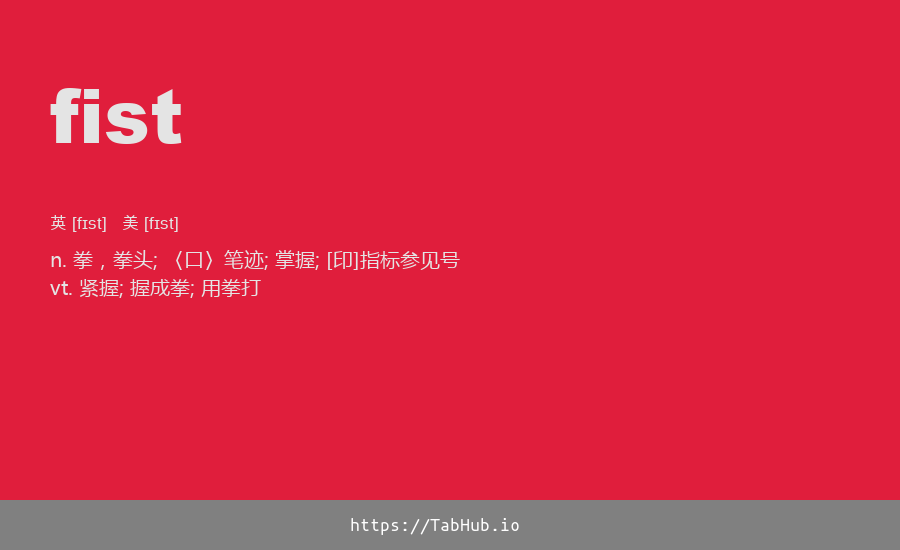 fist
英 [fɪst] 美 [fɪst]
n. 拳，拳头; 〈口〉笔迹; 掌握; [印]指标参见号
vt. 紧握; 握成拳; 用拳打
https://TabHub.io